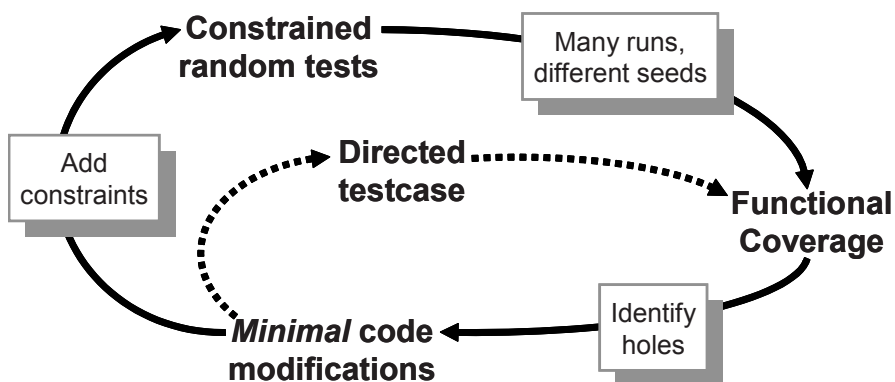 Constrained
random tests
Many runs,
different seeds
Add
constraints
Directed
testcase
Functional
Coverage
Identify
holes
Minimal code
modifications